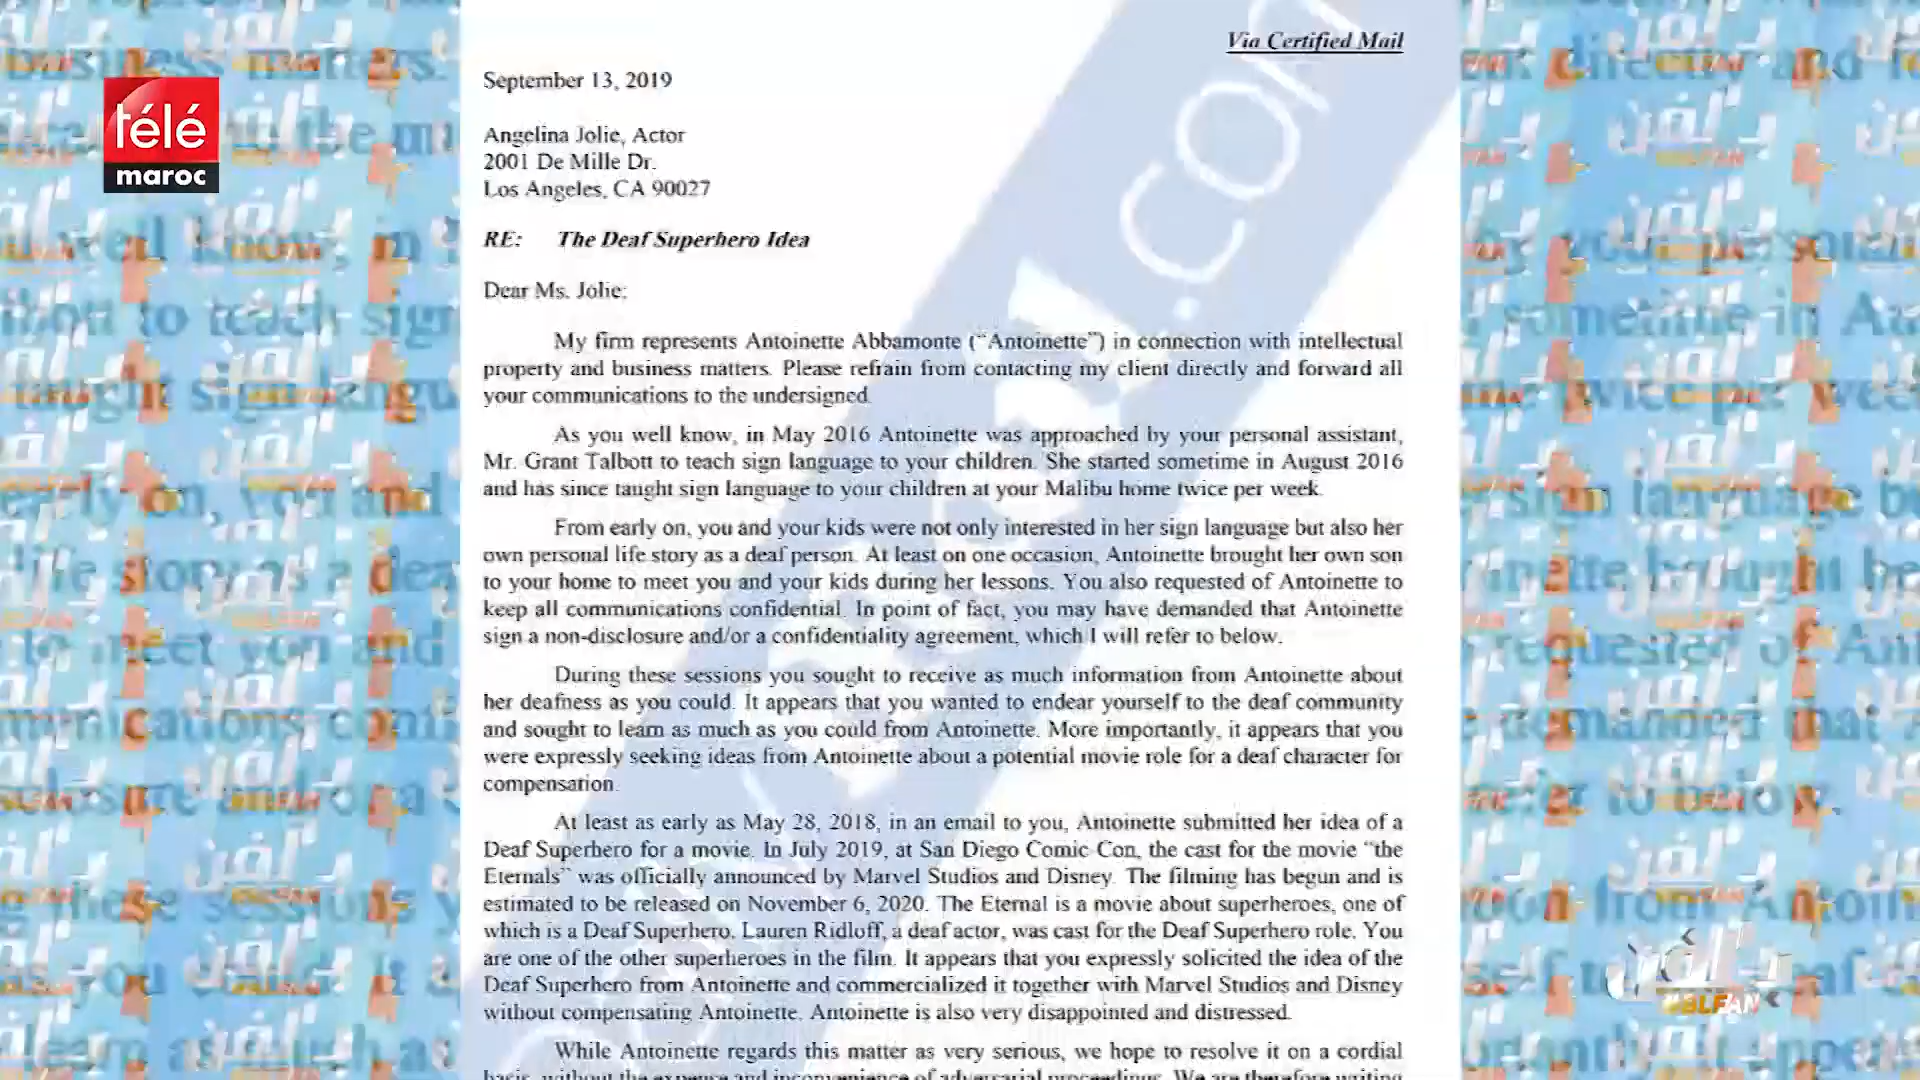 Via Certified Mail
télé
maroc
September 13, 2019
Angelina Jolie, Actor
2001 De Mille Dr.
Los Angeles, CA 90027
RE: The Deaf Superhero Idea
Dear Ms. Jolie:
My firm represents Antoinette Abbamonte (“Antoinette”) in connection with intellectual
property and business matters. Please refrain from contacting my client directly and forward all
your communications to the undersigned.
As you well know, in May 2016 Antoinette was approached by your personal assistant,
Mr. Grant Talbott to teach sign language to your children. She started sometime in August 2016
and has since taught sign language to your children at your Malibu home twice per week.
From early on, you and your kids were not only interested in her sign language but also her
own personal life story as a deaf person. At least on one occasion, Antoinette brought her own son
to your home to meet you and your kids during her lessons. You also requested of Antoinette to
keep all communications confidential. In point of fact, you may have demanded that Antoinette
sign a non-disclosure and/or a confidentiality agreement, which I will refer to below.
During these sessions you sought to receive as much information from Antoinette about
her deafness as you could. It appears that you wanted to endear yourself to the deaf community
and sought to learn as much as you could from Antoinette. More importantly, it appears that you
were expressly seeking ideas from Antoinette about a potential movie role for a deaf character for
compensation.
At least as early as May 28, 2018, in an email to you, Antoinette submitted her idea of a
Deaf Superhero for a movie. In July 2019, at San Diego Comic Con, the cast for the movie “the
Eternals” was officially announced by Marvel Studios and Disney. The filming has begun and is
estimated to be released on November 6, 2020. The Eternal is a movie about superheroes, one of
which is a Deaf Superhero. Lauren Ridloff, a deaf actor, was cast for the Deaf Superhero role. You
are one of the other superheroes in the film. It appears that you expressly solicited the idea of the
Deaf Superhero from Antoinette and commercialized it together with Marvel Studios and Disney
without compensating Antoinette. Antoinette is also very disappointed and distressed.
While Antoinette regards this matter as very serious, we hope to resolve it on a cordial
basis, without the expense and inconvenience of adversarial proceedings. We are therefore writing
.COM
بالفن
BLFAN